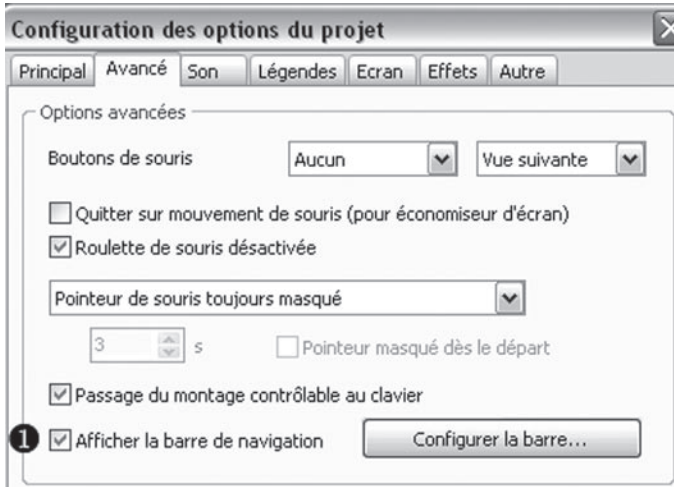 Configuration des options du projet
Principal Avancé Son Légendes Ecran Effets Autre
Options avancées
Boutons de souris Aucun Vue suivante
Quitter sur mouvement de souris (pour économiseur d'écran)
Roulette de souris désactivée
Pointeur de souris toujours masqué
3 s Pointeur masqué dès le départ
Passage du montage contrôlable au clavier
1 Afficher la barre de navigation Configurer la barre...